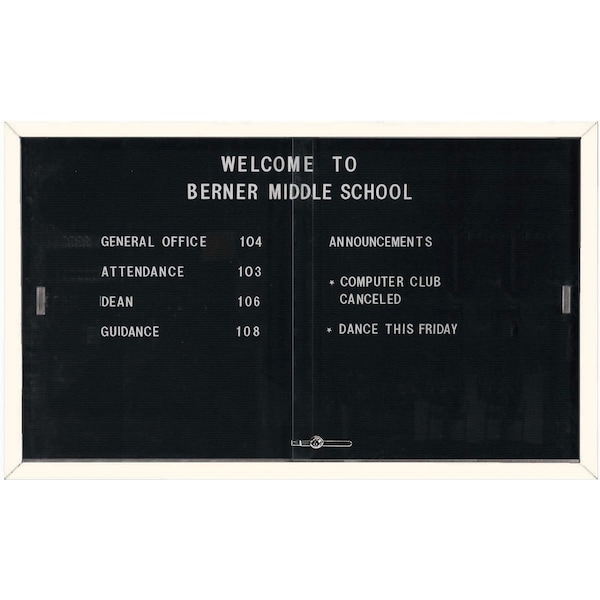 WELCOME TO
BERNER MIDDLE SCHOOL
GENERAL OFFICE 104
ATTENDANCE 103
DEAN 106
GUIDANCE 108
ANNOUNCEMENTS
* COMPUTER CLUB
CANCELED
* DANCE THIS FRIDAY